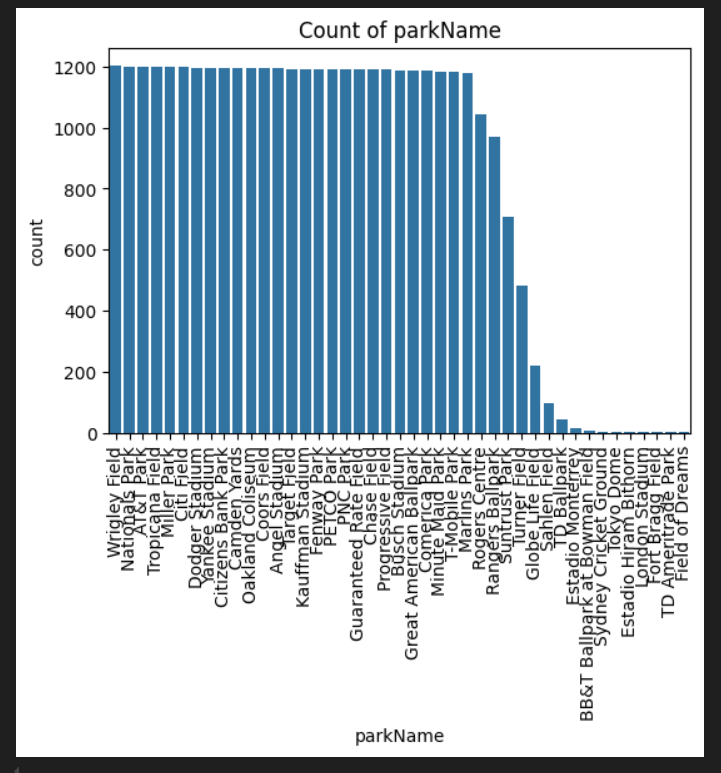 Count of parkName
1200
1000
800
600
400
200
0
count
Wrigley Field
Nationals Park
AT&T Park
Tropicana Field
Miller Park
Citi Field
Dodger Stadium
Yankee Stadium
Citizens Bank Park
Camden Yards
Oakland Coliseum
Coors Field
Angel Stadium
Target Field
Kauffman Stadium
Fenway Park
PETCO Park
PNC Park
Guaranteed Rate Field
Chase Field
Progressive Field
Busch Stadium
Great American Ballpark
Comerica Park
Minute Maid Park
T-Mobile Park
Marlins Park
Rogers Centre
Rangers Ballpark
Suntrust Park
Turner Field
Globe Life Field
Sahlen Field
TD Ballpark
Estadio Monterrey
BB&T Ballpark at Bowman Field
Sydney Cricket Ground
Tokyo Dome
Estadio Hiram Bithorn
London Stadium
Fort Bragg Field
TD Ameritrade Park
Field of Dreams
parkName